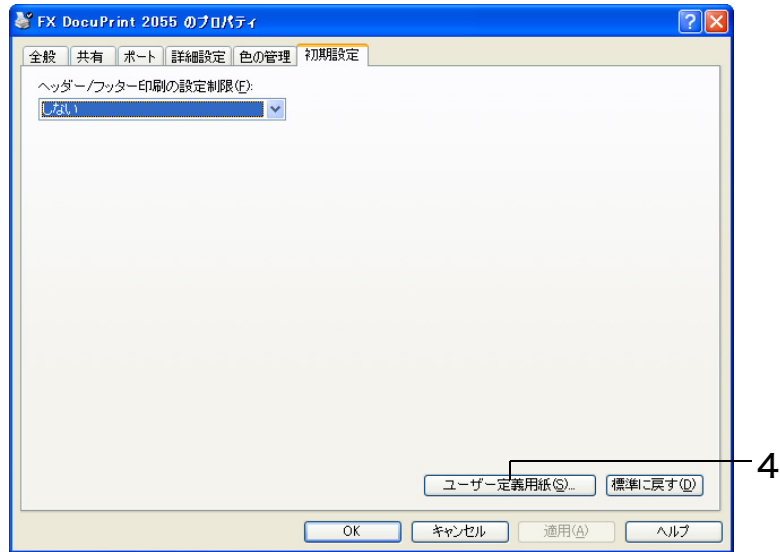 FX DocuPrint 2055 のプロパティ
全般 共有 ポート 詳細設定 色の管理 初期設定
ヘッダー/フッター印刷の設定制限(F):
しない
4
ユーザー定義用紙(S)... 標準に戻す(D)
OK キャンセル 適用(A) ヘルプ